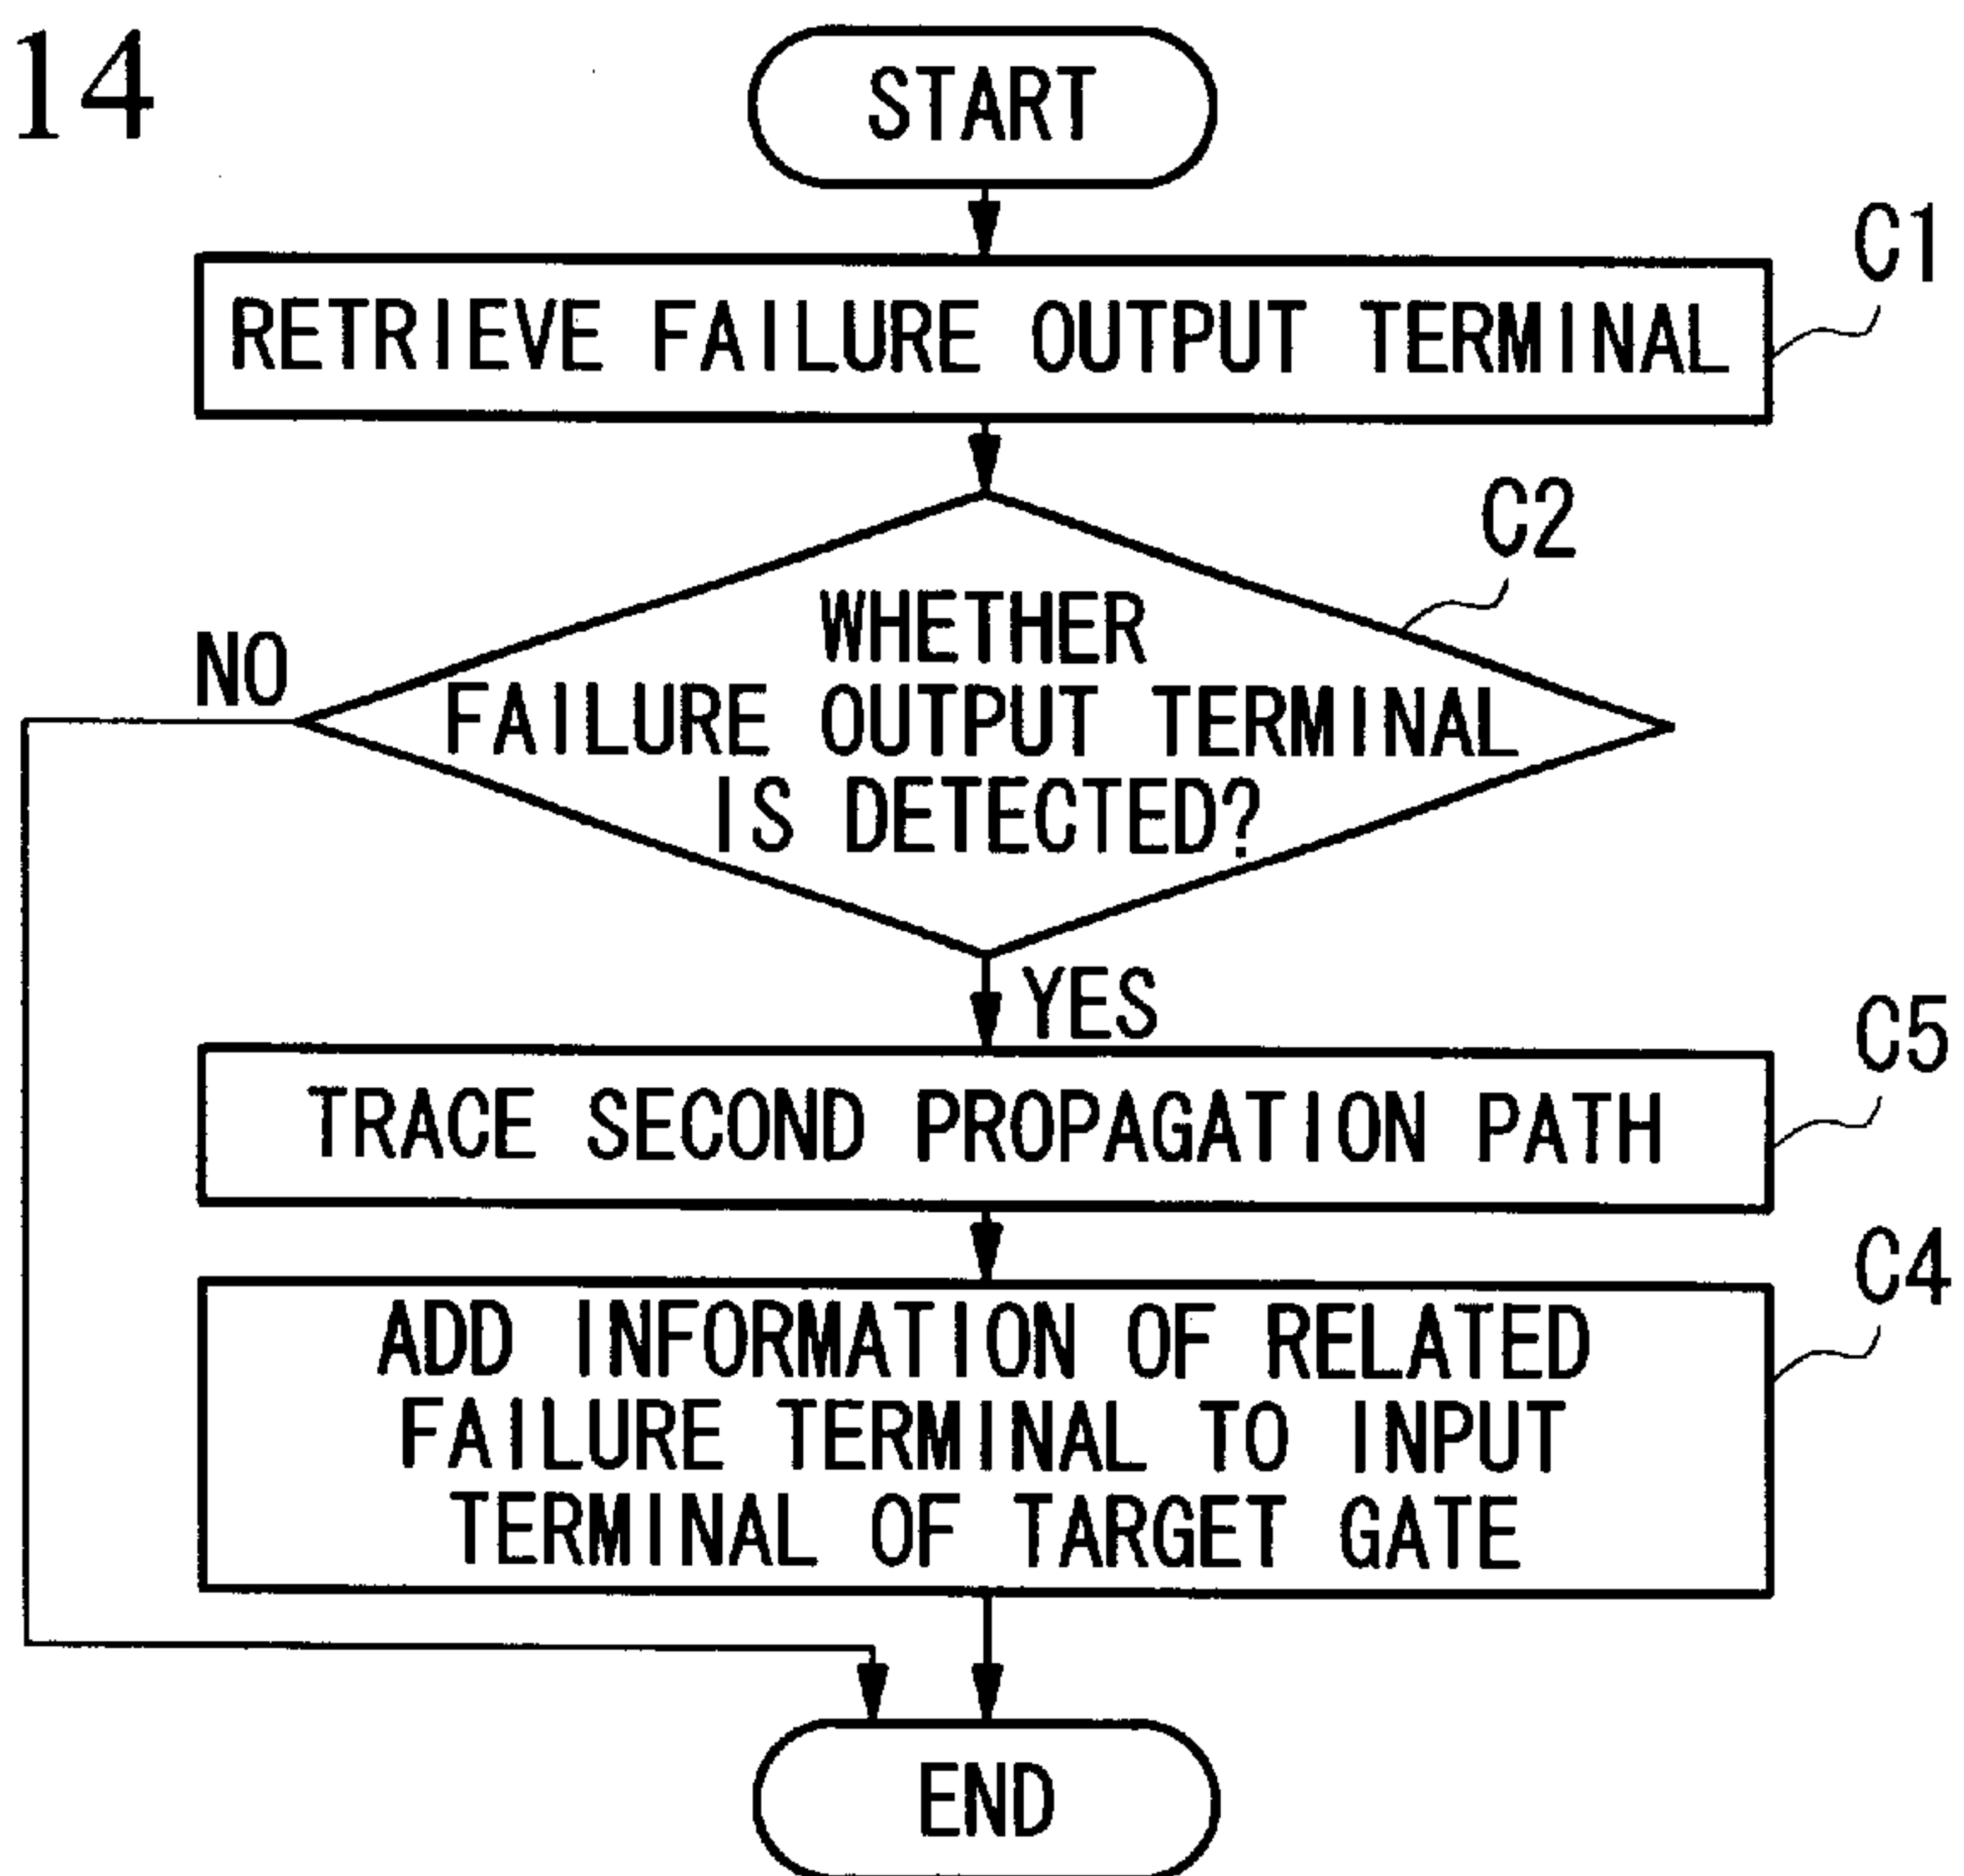 14
START
C1
RETRIEVE FAILURE OUTPUT TERMINAL
C2
WHETHER
FAILURE OUTPUT TERMINAL
IS DETECTED?
NO
YES
C5
TRACE SECOND PROPAGATION PATH
C4
ADD INFORMATION OF RELATED
FAILURE TERMINAL TO INPUT
TERMINAL OF TARGET GATE
END